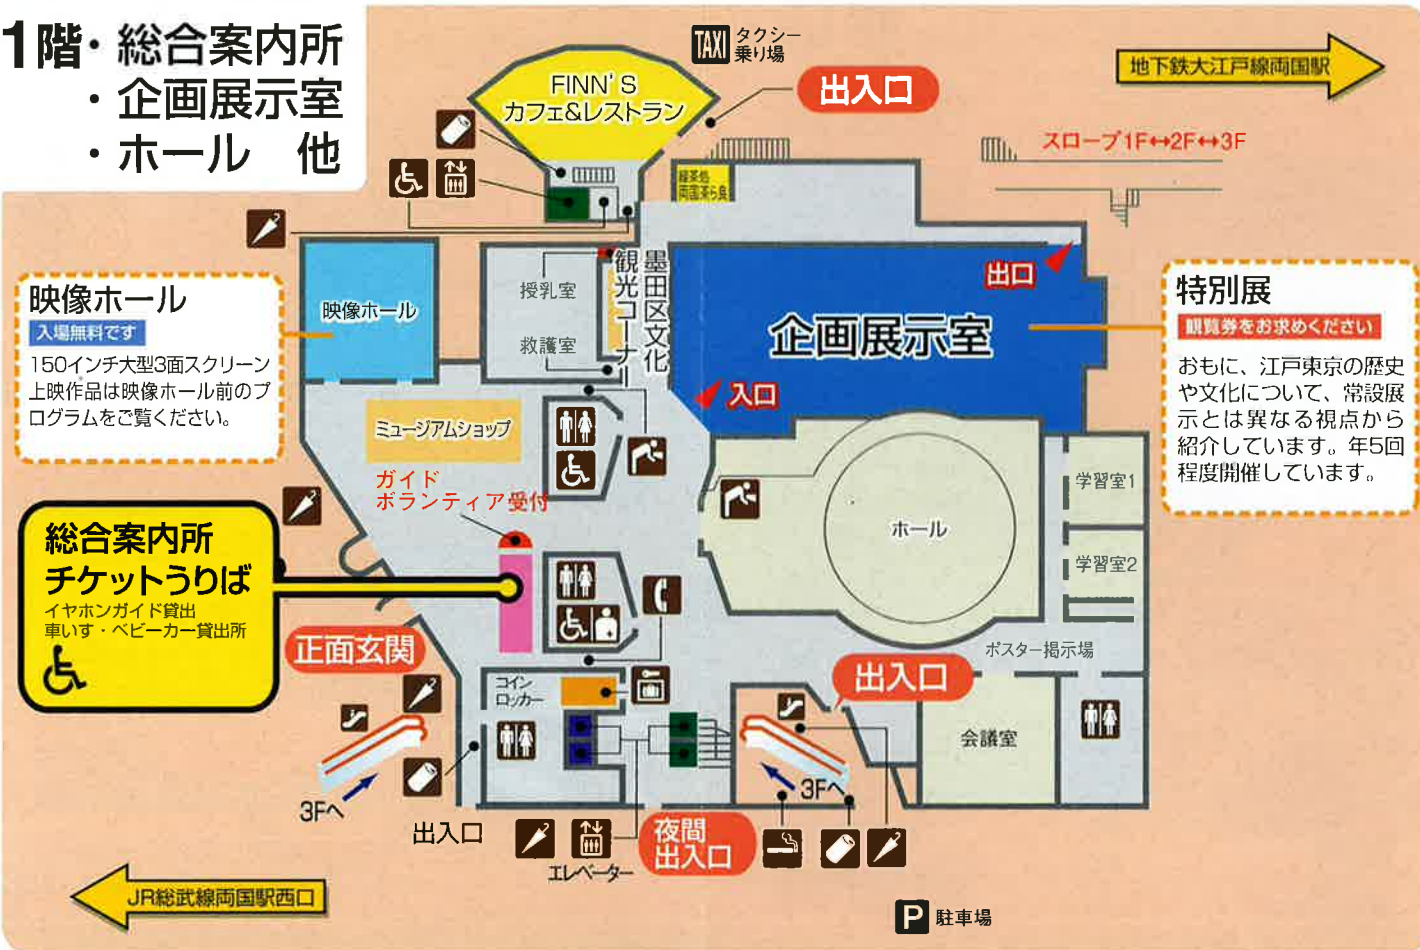 1階・総合案内所
・企画展示室
・ホール 他
TAXI タクシー
乗り場
地下鉄大江戸線両国駅
FINN'S
カフェ&レストラン
出入口
スロープ1F↔2F↔3F
緑茶処
両国茶ら良
映像ホール
入場無料です
150インチ大型3面スクリーン
上映作品は映像ホール前のプ
ログラムをご覧ください。
映像ホール
授乳室
救護室
墨田区文化
観光コーナー
企画展示室
出口
入口
特別展
観覧券をお求めください
おもに、江戸東京の歴史
や文化について、常設展
示とは異なる視点から
紹介しています。年5回
程度開催しています。
ミュージアムショップ
ガイド
ボランティア受付
ホール
学習室1
学習室2
総合案内所
チケットうりば
イヤホンガイド貸出
車いす・ベビーカー貸出所
正面玄関
ポスター掲示場
コイン
ロッカー
出入口
会議室
3Fへ
3Fへ
出入口
エレベーター
夜間
出入口
JR総武線両国駅西口
P 駐車場